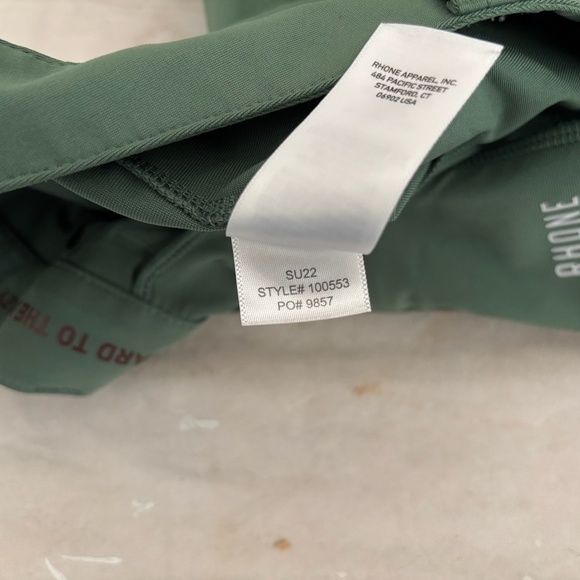 RHONE APPAREL, INC.
484 PACIFIC STREET
STAMFORD, CT
06902 USA
SU22
STYLE# 100553
PO# 9857
RHONE
ARD TO THE